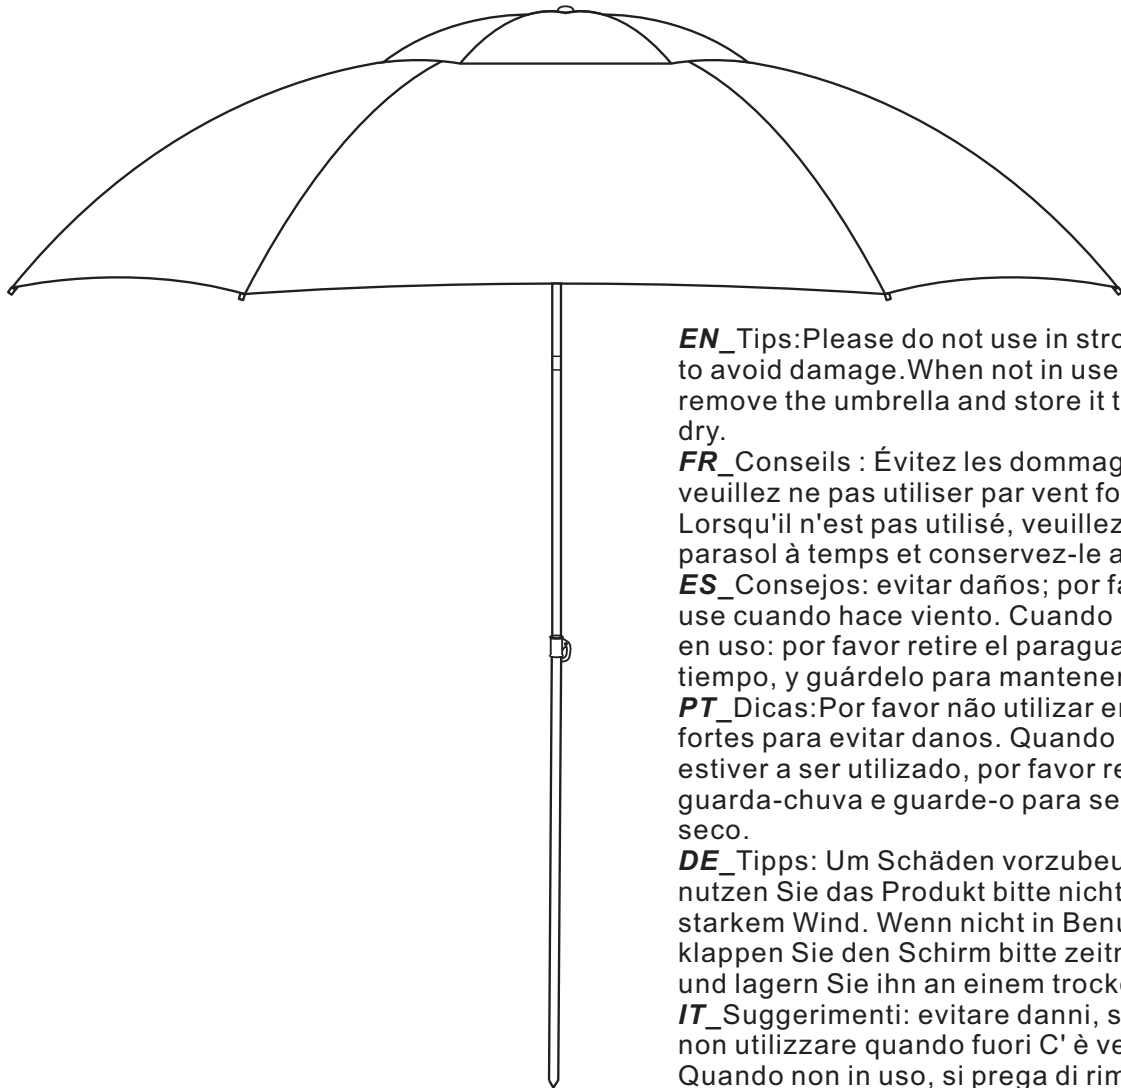 EN_Tips:Please do not use in stro
to avoid damage.When not in use
remove the umbrella and store it t
dry.
FR_Conseils : Évitez les dommag
veuillez ne pas utiliser par vent fo
Lorsqu'il n'est pas utilisé, veuillez
parasol à temps et conservez-le a
ES_Consejos: evitar daños; por fa
use cuando hace viento. Cuando
en uso: por favor retire el paragua
tiempo, y guárdelo para mantener
PT_Dicas:Por favor não utilizar e
fortes para evitar danos. Quando
estiver a ser utilizado, por favor re
guarda-chuva e guarde-o para se
seco.
DE_Tipps: Um Schäden vorzubeu
nutzen Sie das Produkt bitte nicht
starkem Wind. Wenn nicht in Benu
klappen Sie den Schirm bitte zeit
und lagern Sie ihn an einem trock
IT_Suggerimenti: evitare danni, s
non utilizzare quando fuori C' è ve
Quando non in uso, si prega di rim